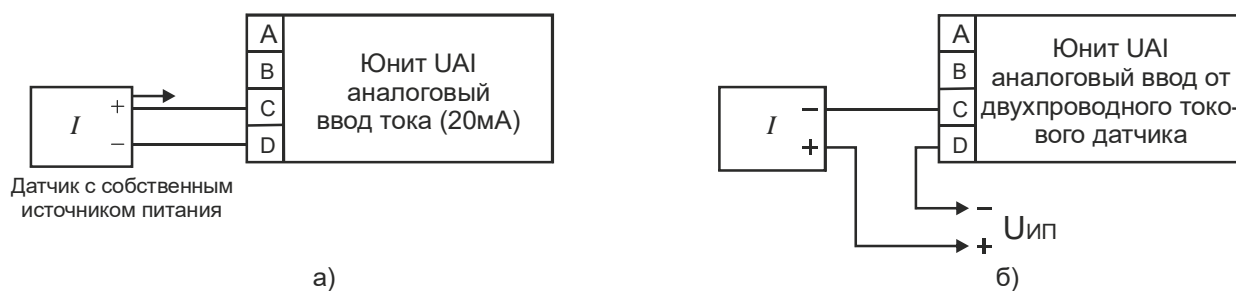 A
B
C
D
Юнит UAI
аналоговый
ввод тока (20мА)
I
+
−
Датчик с собственным
источником питания
а)
A
B
C
D
Юнит UAI
аналоговый ввод от
двухпроводного токо-
вого датчика
I
−
+
−
+
Uип
б)